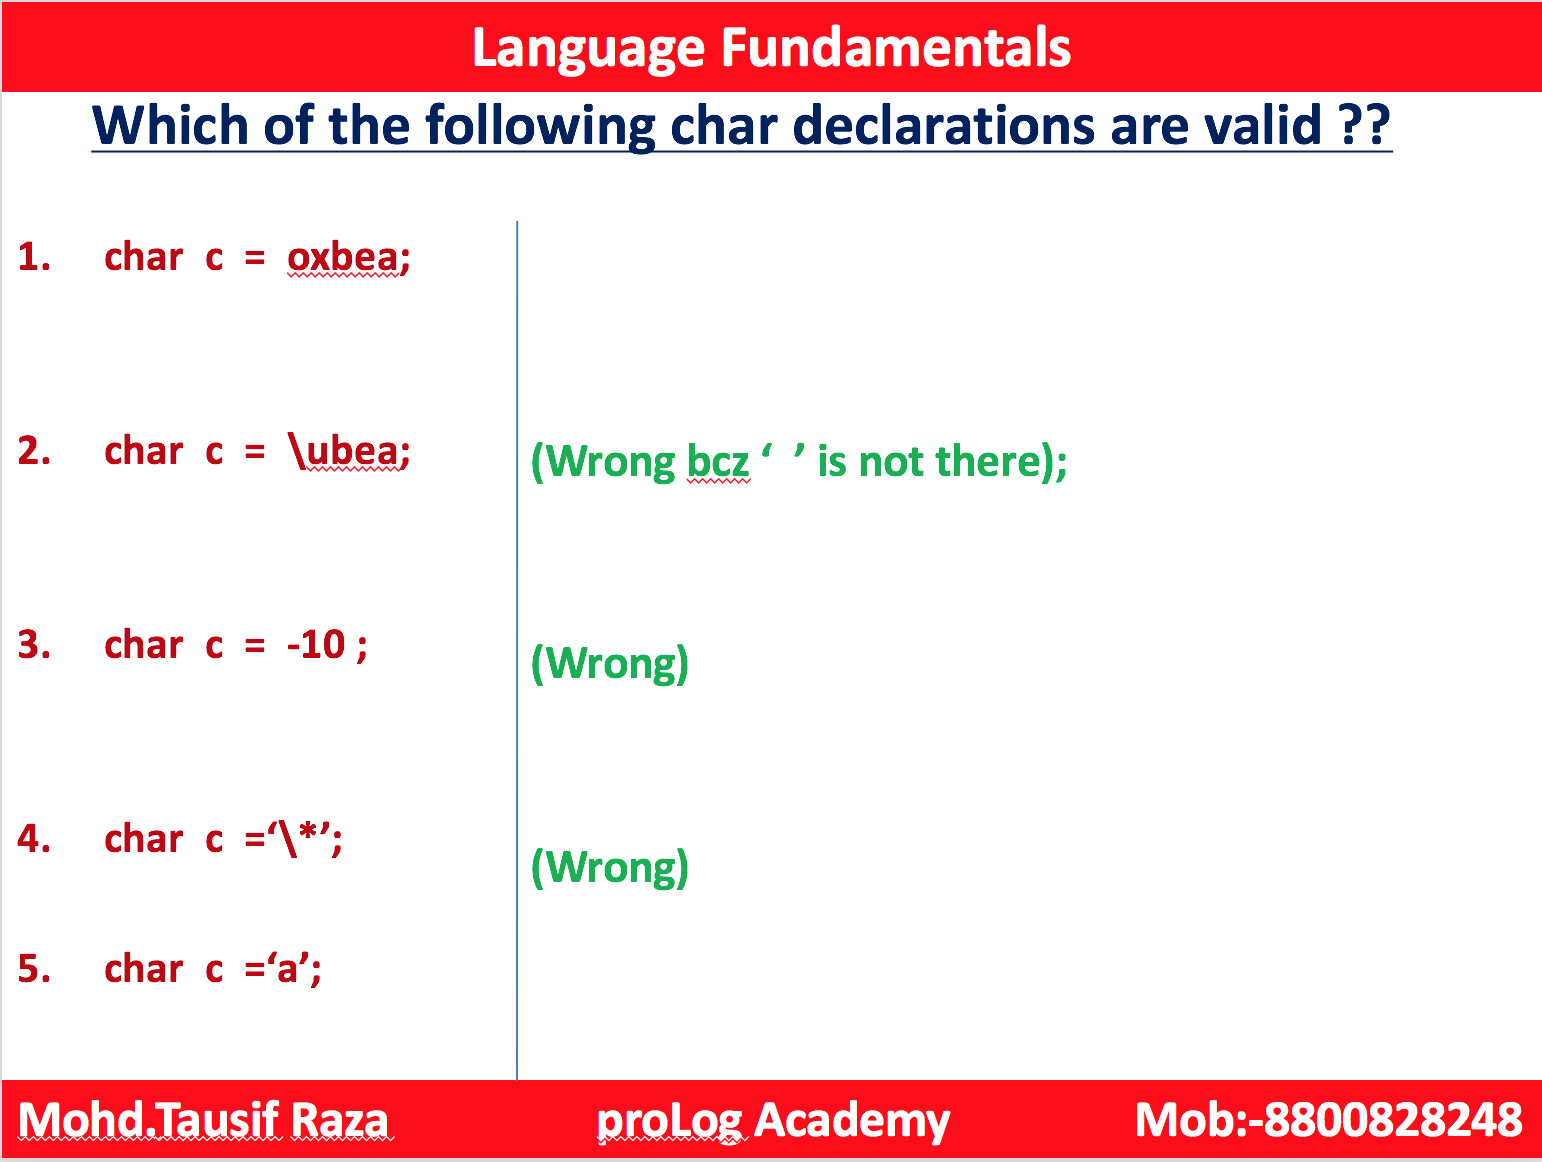 Language Fundamentals
Which of the following char declarations are valid ??
1. char c = oxbea;
2. char c = \ubea; (Wrong bcz ‘ ’ is not there);
3. char c = -10 ; (Wrong)
4. char c =‘\*’; (Wrong)
5. char c =‘a’;
Mohd.Tausif Raza proLog Academy Mob:-8800828248